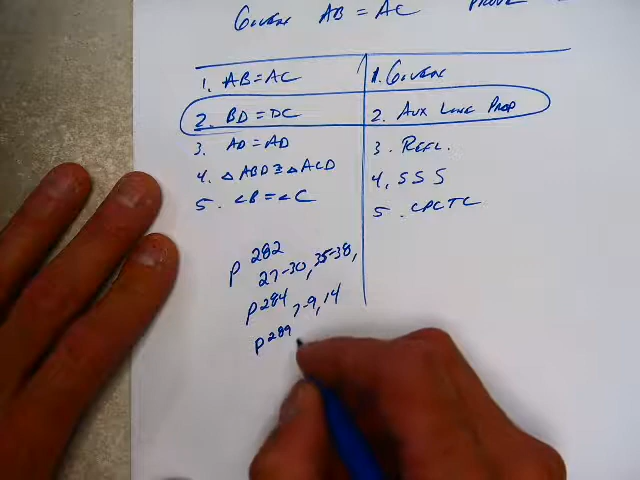 GIVEN AB = AC PROVE
1. AB = AC 1. GIVEN
2. BD = DC 2. AUX LINE PROP
3. AD = AD 3. REFL.
4. △ABD ≅ △ACD 4. SSS
5. ∠B = ∠C 5. CPCTC
P 282
27-30, 35-38,
P 284 7-9, 14
P 289